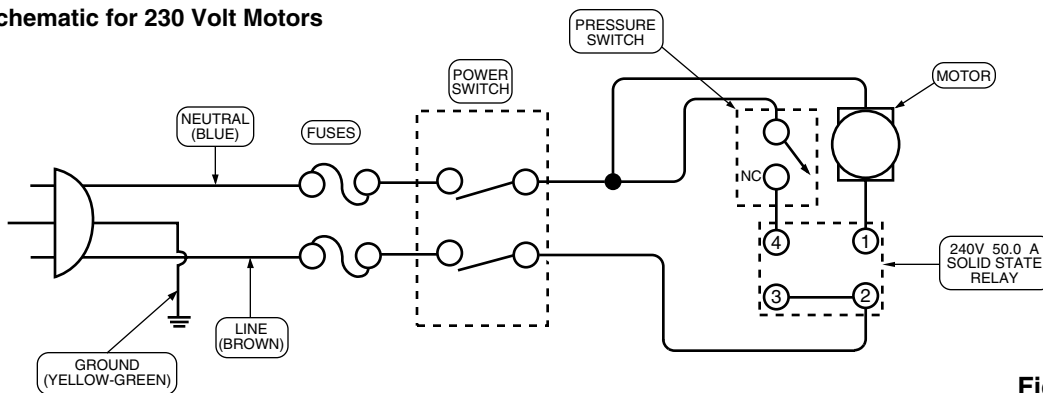 chematic for 230 Volt Motors
PRESSURE
SWITCH
POWER
SWITCH
MOTOR
NEUTRAL
(BLUE)
FUSES
NC
4
1
240V 50.0 A
SOLID STATE
RELAY
3
2
LINE
(BROWN)
GROUND
(YELLOW-GREEN)
Fig